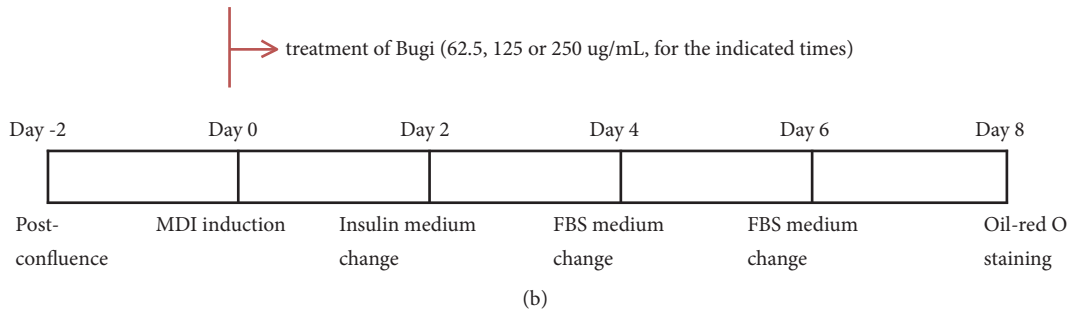 treatment of Bugi (62.5, 125 or 250 ug/mL, for the indicated times)
Day -2 Day 0 Day 2 Day 4 Day 6 Day 8
Post- MDI induction Insulin medium FBS medium FBS medium Oil-red O
confluence change change change staining
(b)